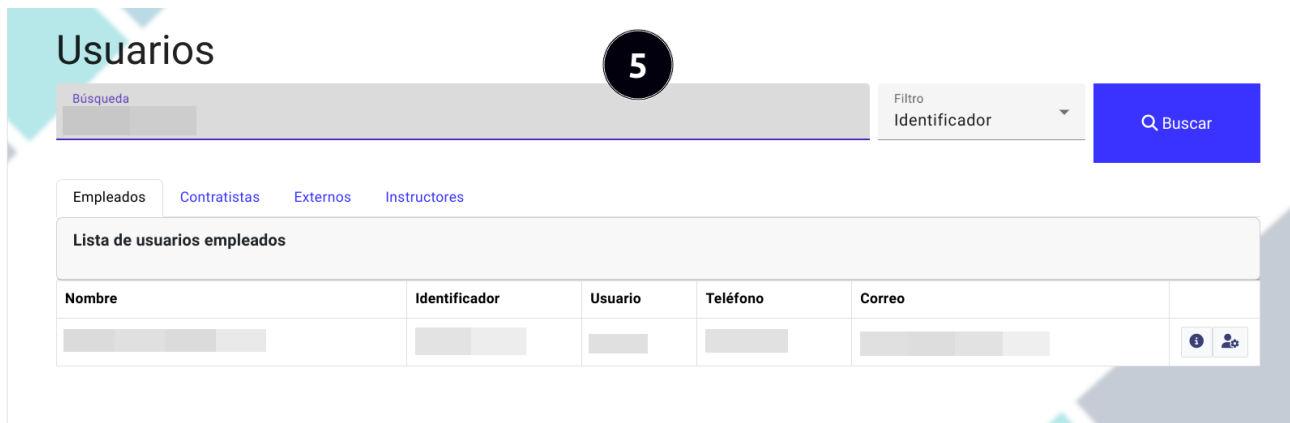 Usuarios
5
Búsqueda
Filtro
Identificador
Buscar
Empleados Contratistas Externos Instructores
Lista de usuarios empleados
Nombre Identificador Usuario Teléfono Correo